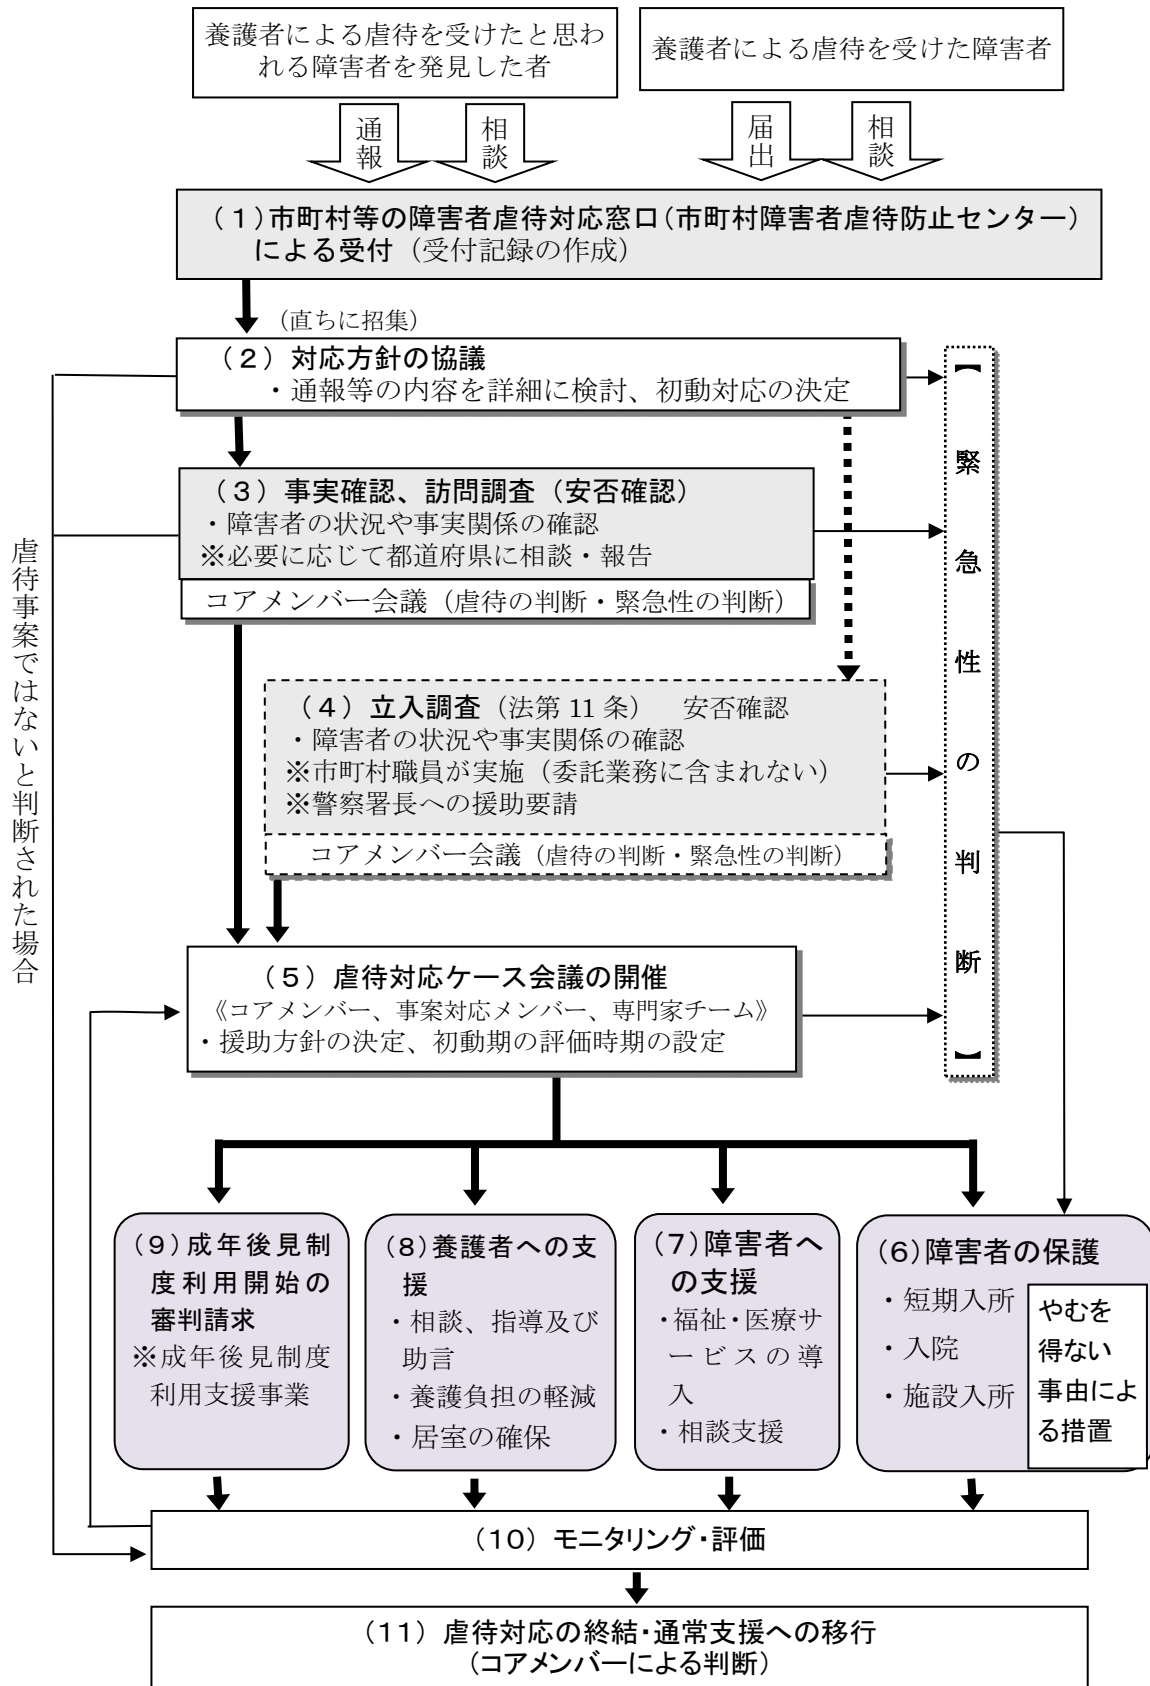 養護者による虐待を受けたと思わ
れる障害者を発見した者
養護者による虐待を受けた障害者
通報
相談
届出
相談
（１）市町村等の障害者虐待対応窓口（市町村障害者虐待防止センター）
による受付（受付記録の作成）
（直ちに招集）
（２）対応方針の協議
・通報等の内容を詳細に検討、初動対応の決定
（３）事実確認、訪問調査（安否確認）
・障害者の状況や事実関係の確認
※必要に応じて都道府県に相談・報告
コアメンバー会議（虐待の判断・緊急性の判断）
（４）立入調査（法第 11 条）　安否確認
・障害者の状況や事実関係の確認
※市町村職員が実施（委託業務に含まれない）
※警察署長への援助要請
コアメンバー会議（虐待の判断・緊急性の判断）
【緊急性の判断】
虐待事案ではないと判断された場合
（５）虐待対応ケース会議の開催
《コアメンバー、事案対応メンバー、専門家チーム》
・援助方針の決定、初動期の評価時期の設定
（９）成年後見制
度利用開始の
審判請求
※成年後見制度
利用支援事業
（８）養護者への支
援
・相談、指導及び
助言
・養護負担の軽減
・居室の確保
（７）障害者へ
の支援
・福祉・医療サ
ービスの導
入
・相談支援
（６）障害者の保護
・短期入所
・入院
・施設入所
やむを
得ない
事由によ
る措置
（１０）モニタリング・評価
（１１）虐待対応の終結・通常支援への移行
（コアメンバーによる判断）